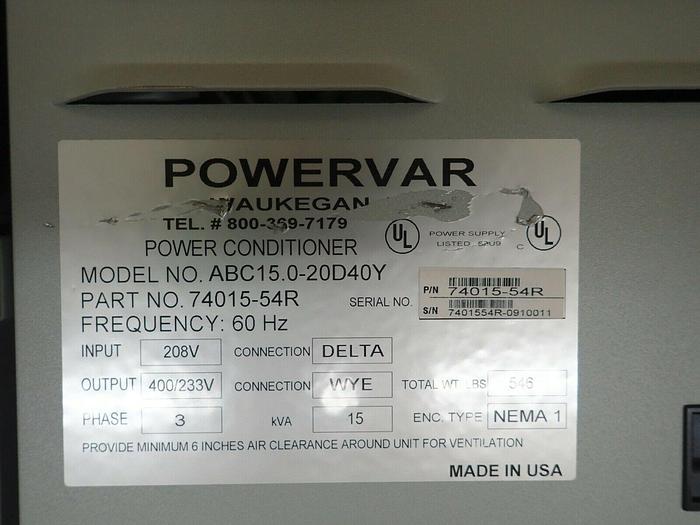 POWERVAR
WAUKEGAN
TEL. # 800-369-7179
POWER CONDITIONER
UL
POWER SUPPLY
LISTED
C
UL
MODEL NO. ABC15.0-20D40Y
PART NO. 74015-54R
SERIAL NO.
P/N 74015-54R
S/N 7401554R-0910011
FREQUENCY: 60 Hz
INPUT 208V CONNECTION DELTA
OUTPUT 400/233V CONNECTION WYE TOTAL WT. LBS 546
PHASE 3 kVA 15 ENC. TYPE NEMA 1
PROVIDE MINIMUM 6 INCHES AIR CLEARANCE AROUND UNIT FOR VENTILATION
MADE IN USA